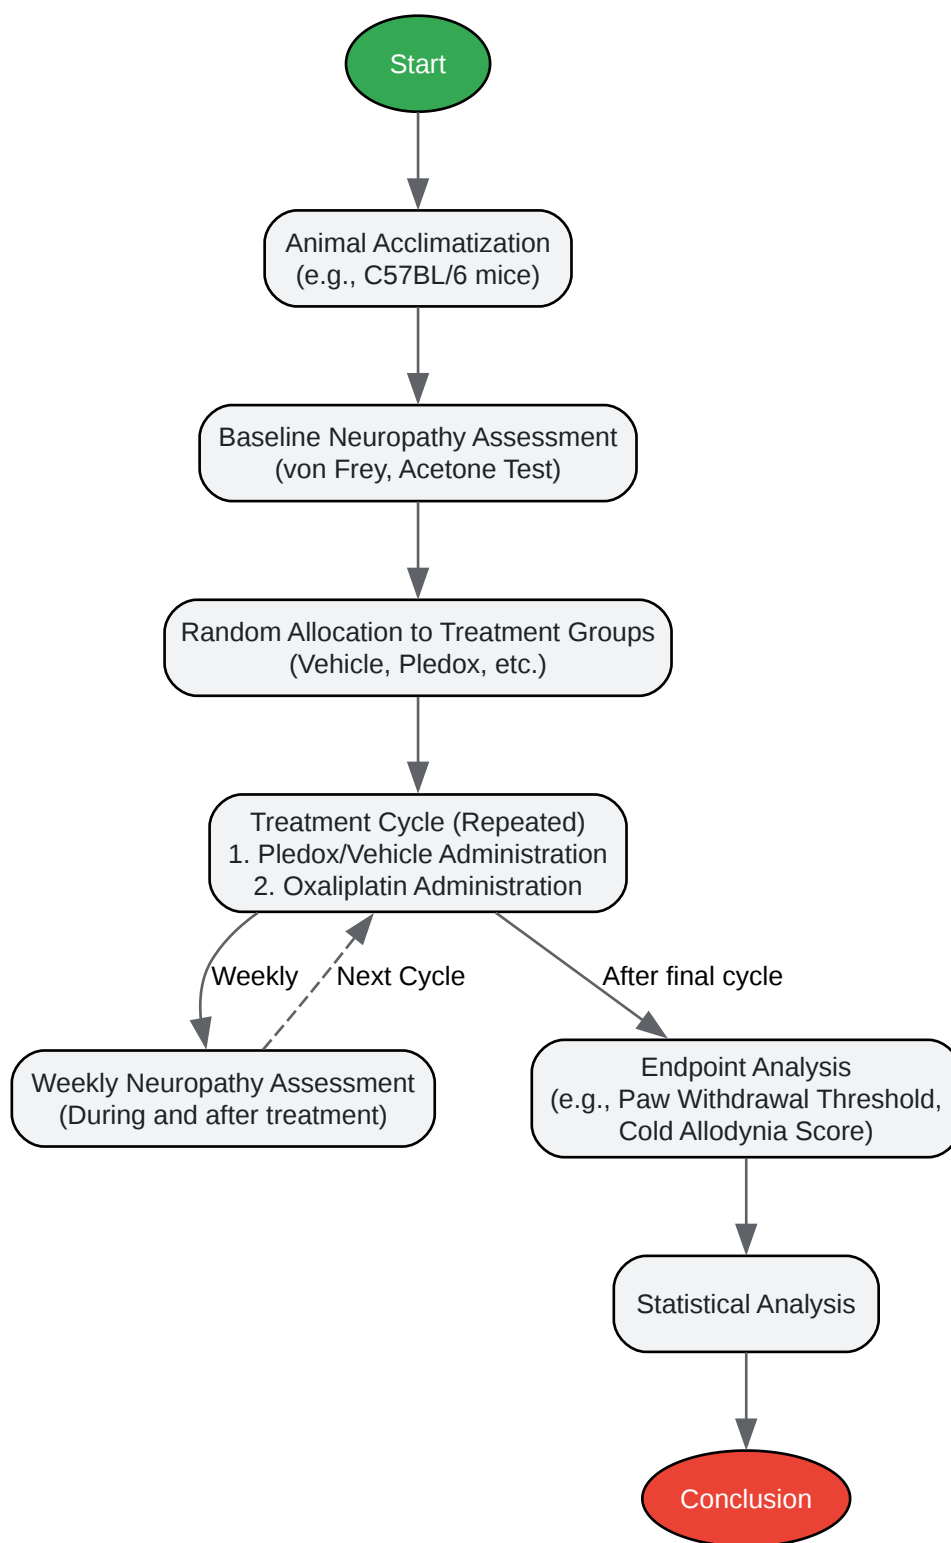 Start
Animal Acclimatization
(e.g., C57BL/6 mice)
Baseline Neuropathy Assessment
(von Frey, Acetone Test)
Random Allocation to Treatment Groups
(Vehicle, Pledox, etc.)
Treatment Cycle (Repeated)
1. Pledox/Vehicle Administration
2. Oxaliplatin Administration
Weekly
Next Cycle
After final cycle
Weekly Neuropathy Assessment
(During and after treatment)
Endpoint Analysis
(e.g., Paw Withdrawal Threshold,
Cold Allodynia Score)
Statistical Analysis
Conclusion